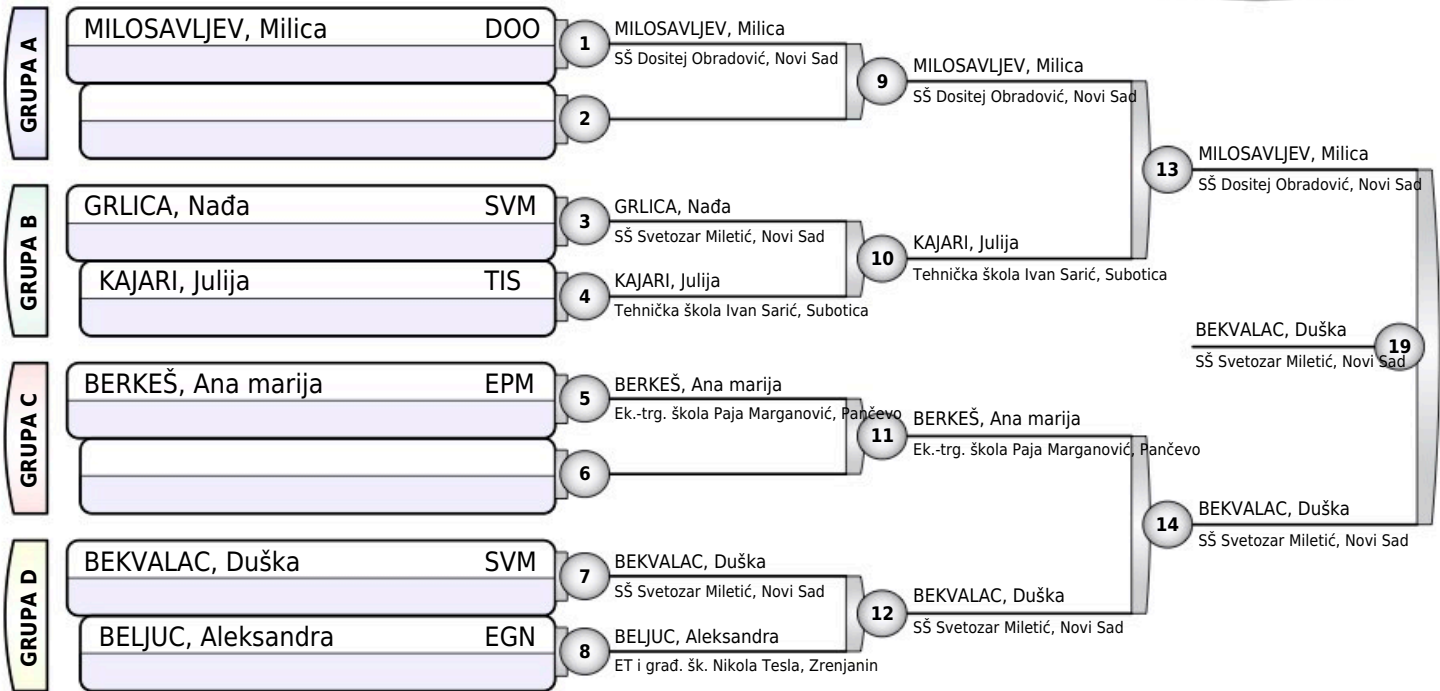 GRUPA A
MILOSAVLJEV, Milica DOO
1
MILOSAVLJEV, Milica
SŠ Dositej Obradović, Novi Sad
2
9
MILOSAVLJEV, Milica
SŠ Dositej Obradović, Novi Sad
GRUPA B
GRLICA, Nađa SVM
3
GRLICA, Nađa
SŠ Svetozar Miletić, Novi Sad
KAJARI, Julija TIS
4
KAJARI, Julija
Tehnička škola Ivan Sarić, Subotica
10
KAJARI, Julija
Tehnička škola Ivan Sarić, Subotica
13
MILOSAVLJEV, Milica
SŠ Dositej Obradović, Novi Sad
GRUPA C
BERKEŠ, Ana marija EPM
5
BERKEŠ, Ana marija
Ek.-trg. škola Paja Marganović, Pančevo
6
11
BERKEŠ, Ana marija
Ek.-trg. škola Paja Marganović, Pančevo
GRUPA D
BEKVALAC, Duška SVM
7
BEKVALAC, Duška
SŠ Svetozar Miletić, Novi Sad
BELJUC, Aleksandra EGN
8
BELJUC, Aleksandra
ET i građ. šk. Nikola Tesla, Zrenjanin
12
BEKVALAC, Duška
SŠ Svetozar Miletić, Novi Sad
14
BEKVALAC, Duška
SŠ Svetozar Miletić, Novi Sad
BEKVALAC, Duška
SŠ Svetozar Miletić, Novi Sad
19